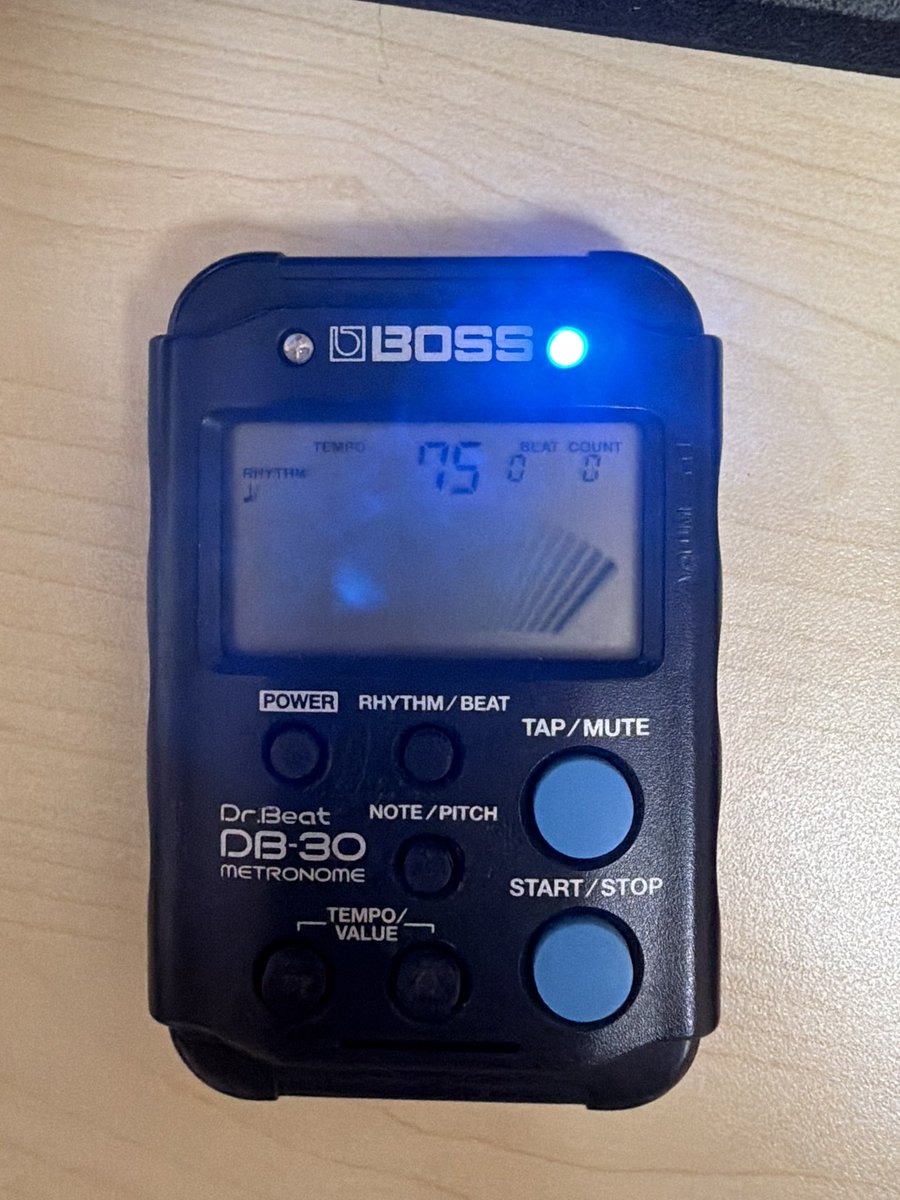 BOSS
TEMPO 75 BEAT COUNT
RHYTHM 0 0
VOLUME
POWER RHYTHM/BEAT
TAP/MUTE
Dr.Beat NOTE/PITCH
DB-30
METRONOME
START/STOP
TEMPO/
VALUE